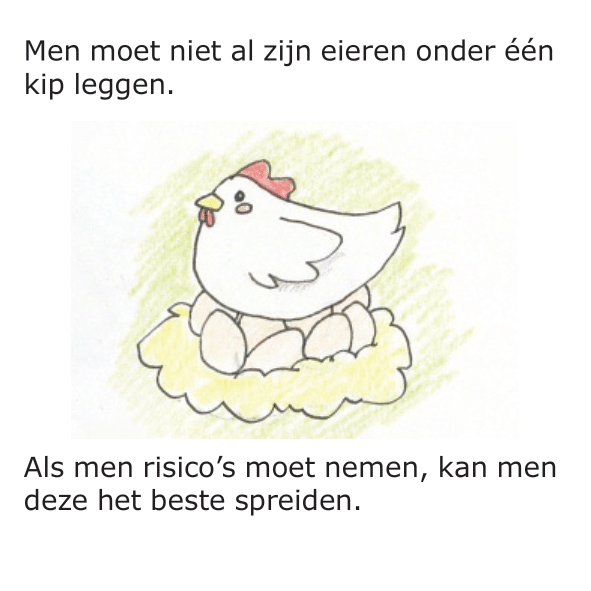 Men moet niet al zijn eieren onder één
kip leggen.
Als men risico’s moet nemen, kan men
deze het beste spreiden.